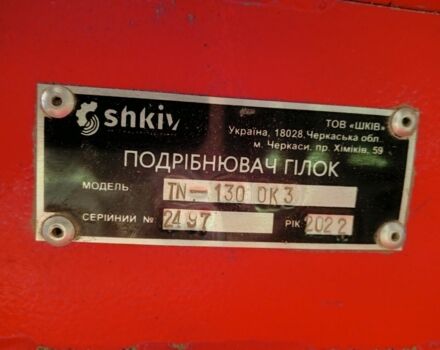 shkiv
ТОВ «ШКІВ»
Україна, 18028, Черкаська обл.
м. Черкаси. пр. Хіміків, 59
ПОДРІБНЮВАЧ ГІЛОК
МОДЕЛЬ TN-130 DK3
СЕРІЙНИЙ № 2497 РІК 2022